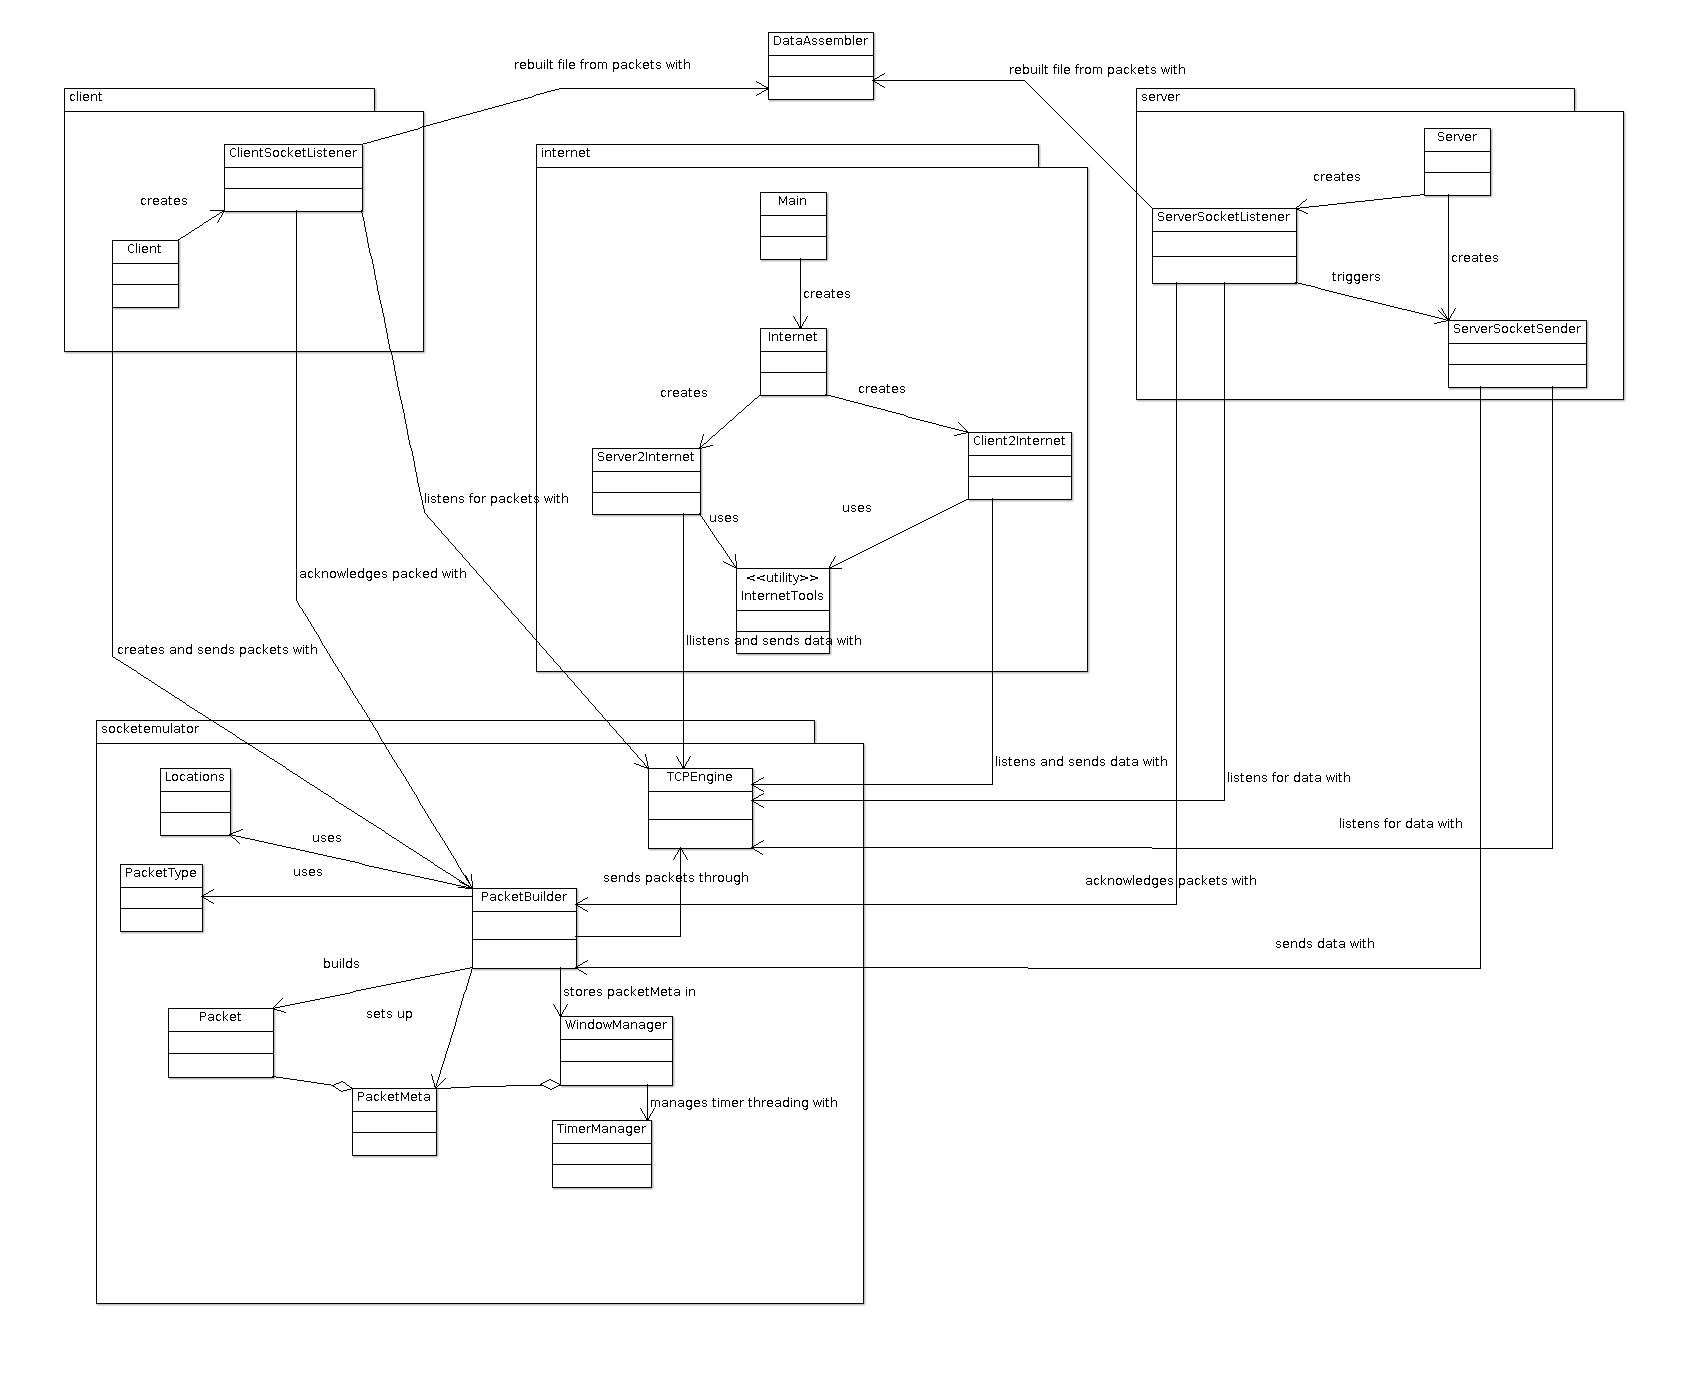 DataAssembler
rebuilt file from packets with
rebuilt file from packets with
client
server
Server
ClientSocketListener
internet
creates
creates
Main
ServerSocketListener
Client
creates
triggers
creates
Internet
ServerSocketSender
creates
creates
Client2Internet
Server2Internet
listens for packets with
uses
uses
acknowledges packed with
<<utility>>
InternetTools
llistens and sends data with
creates and sends packets with
socketemulator
listens and sends data with
Locations
TCPEngine
listens for data with
listens for data with
uses
PacketType
uses
sends packets through
acknowledges packets with
PacketBuilder
sends data with
builds
stores packetMeta in
sets up
Packet
WindowManager
PacketMeta
manages timer threading with
TimerManager